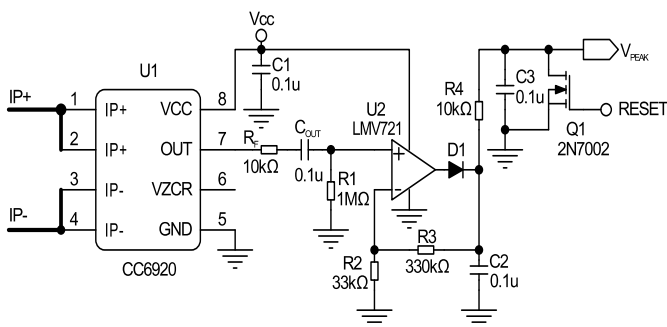 Vcc
C1
0.1u
U1
IP+
1
IP+
VCC
8
2
IP+
OUT
7
R_F
10kΩ
C_OUT
0.1u
3
IP-
VZCR
6
IP-
4
IP-
GND
5
CC6920
R1
1MΩ
U2
LMV721
+
-
D1
R4
10kΩ
C3
0.1u
V_PEAK
RESET
Q1
2N7002
R2
33kΩ
R3
330kΩ
C2
0.1u